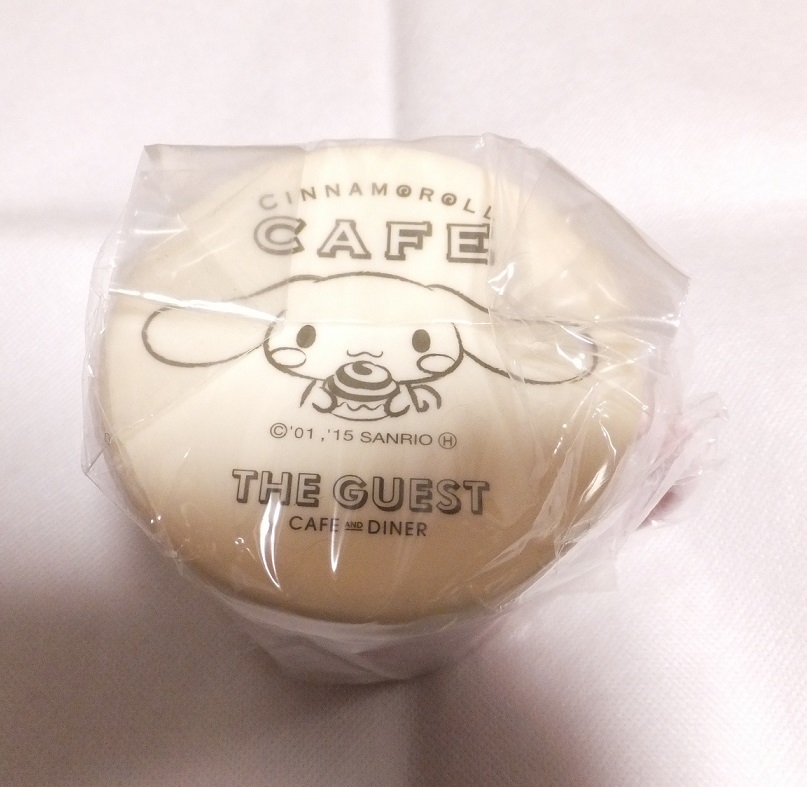 CINNAMOROLL
CAFE
©'01,'15 SANRIO Ⓗ
THE GUEST
CAFE AND DINER